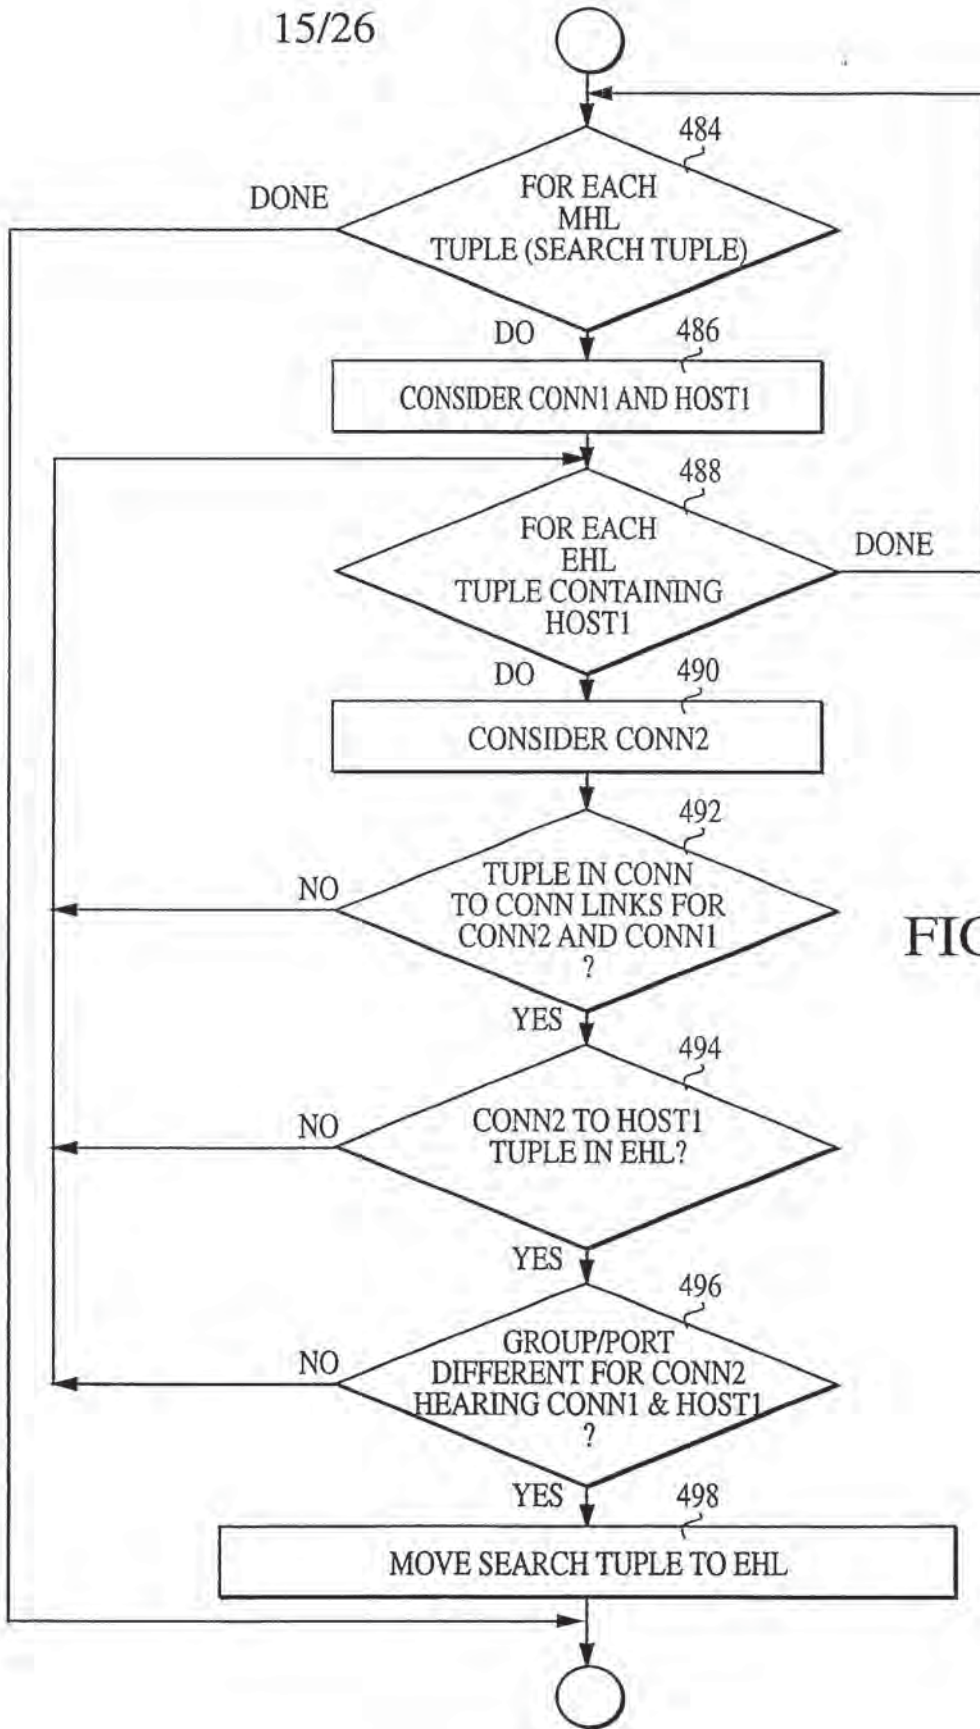 15/26
484
DONE
FOR EACH
MHL
TUPLE (SEARCH TUPLE)
DO
486
CONSIDER CONN1 AND HOST1
488
FOR EACH
EHL
TUPLE CONTAINING
HOST1
DONE
DO
490
CONSIDER CONN2
492
TUPLE IN CONN
TO CONN LINKS FOR
CONN2 AND CONN1
?
NO
YES
494
CONN2 TO HOST1
TUPLE IN EHL?
NO
YES
496
GROUP/PORT
DIFFERENT FOR CONN2
HEARING CONN1 & HOST1
?
NO
YES
498
MOVE SEARCH TUPLE TO EHL